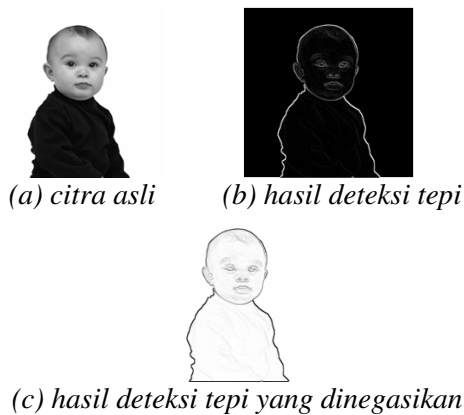 (a) citra asli
(b) hasil deteksi tepi
(c) hasil deteksi tepi yang dinegasikan